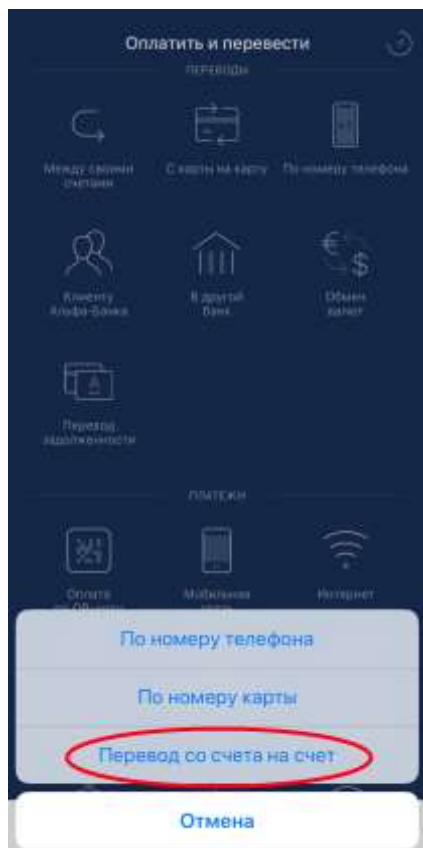 Оплатить и перевести
ПЕРЕВОДЫ
Между своими
счетами
С карты на карту
По номеру телефона
Клиенту
Альфа-Банка
В другой
банк
Обмен
валют
Перевод
задолженности
ПЛАТЕЖИ
Оплата
Мобильная
Интернет
По номеру телефона
По номеру карты
Перевод со счета на счет
Отмена